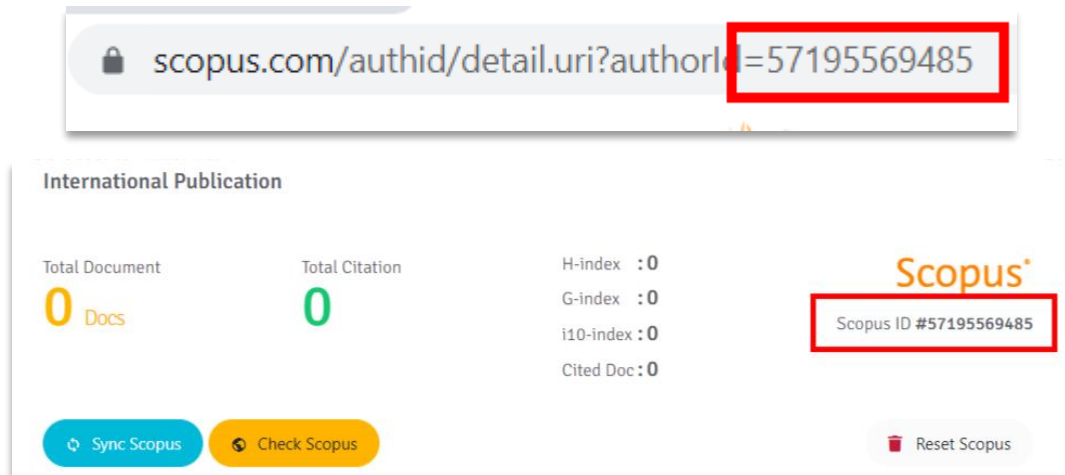 scopus.com/authid/detail.uri?authorId=57195569485
International Publication
Total Document
0 Docs
Total Citation
0
H-index : 0
G-index : 0
i10-index : 0
Cited Doc : 0
Scopus
Scopus ID #57195569485
Sync Scopus
Check Scopus
Reset Scopus